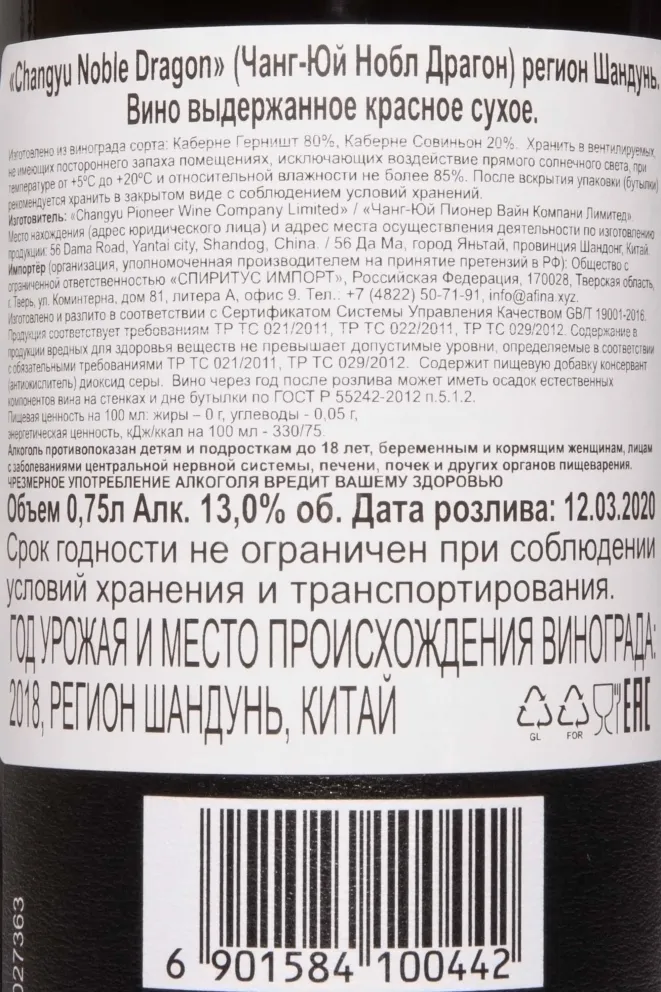 «Changyu Noble Dragon» (Чанг-Юй Нобл Драгон) регион Шандунь.
Вино выдержанное красное сухое.
Изготовлено из винограда сорта: Каберне Герништ 80%, Каберне Совиньон 20%. Хранить в вентилируемых,
не имеющих постороннего запаха помещениях, исключающих воздействие прямого солнечного света, при
температуре от +5°С до +20°С и относительной влажности не более 85%. После вскрытия упаковки (бутылки)
рекомендуется хранить в закрытом виде с соблюдением условий хранений.
Изготовитель: «Changyu Pioneer Wine Company Limited» / «Чанг-Юй Пионер Вайн Компани Лимитед»
Место нахождения (адрес юридического лица) и адрес места осуществления деятельности по изготовлению
продукции: 56 Dama Road, Yantai city, Shandog, China. / 56 Да Ма, город Яньтай, провинция Шандонг, Китай.
Импортёр (организация, уполномоченная производителем на принятие претензий в РФ): Общество с
ограниченной ответственностью «СПИРИТУС ИМПОРТ», Российская Федерация, 170028, Тверская область,
г. Тверь, ул. Коминтерна, дом 81, литера А, офис 9. Тел.: +7 (4822) 50-71-91, info@afina.xyz.
Изготовлено и разлито в соответствии с Сертификатом Системы Управления Качеством GB/T 19001-2016.
Продукция соответствует требованиям ТР ТС 021/2011, ТР ТС 022/2011, ТР ТС 029/2012. Содержание в
продукции вредных для здоровья веществ не превышает допустимые уровни, определяемые в соответствии
с обязательными требованиями ТР ТС 021/2011, ТР ТС 029/2012. Содержит пищевую добавку консервант
(антиокислитель) диоксид серы. Вино через год после розлива может иметь осадок естественных
компонентов вина на стенках и дне бутылки по ГОСТ Р 55242-2012 п.5.1.2.
Пищевая ценность на 100 мл: жиры – 0 г, углеводы - 0,05 г,
энергетическая ценность, кДж/ккал на 100 мл - 330/75.
Алкоголь противопоказан детям и подросткам до 18 лет, беременным и кормящим женщинам, лицам
с заболеваниями центральной нервной системы, печени, почек и других органов пищеварения.
ЧРЕЗМЕРНОЕ УПОТРЕБЛЕНИЕ АЛКОГОЛЯ ВРЕДИТ ВАШЕМУ ЗДОРОВЬЮ
Объем 0,75л Алк. 13,0% об. Дата розлива: 12.03.2020
Срок годности не ограничен при соблюдении
условий хранения и транспортирования.
ГОД УРОЖАЯ И МЕСТО ПРОИСХОЖДЕНИЯ ВИНОГРАДА:
2018, РЕГИОН ШАНДУНЬ, КИТАЙ
GL FOR EAC
6 901584 100442
027363